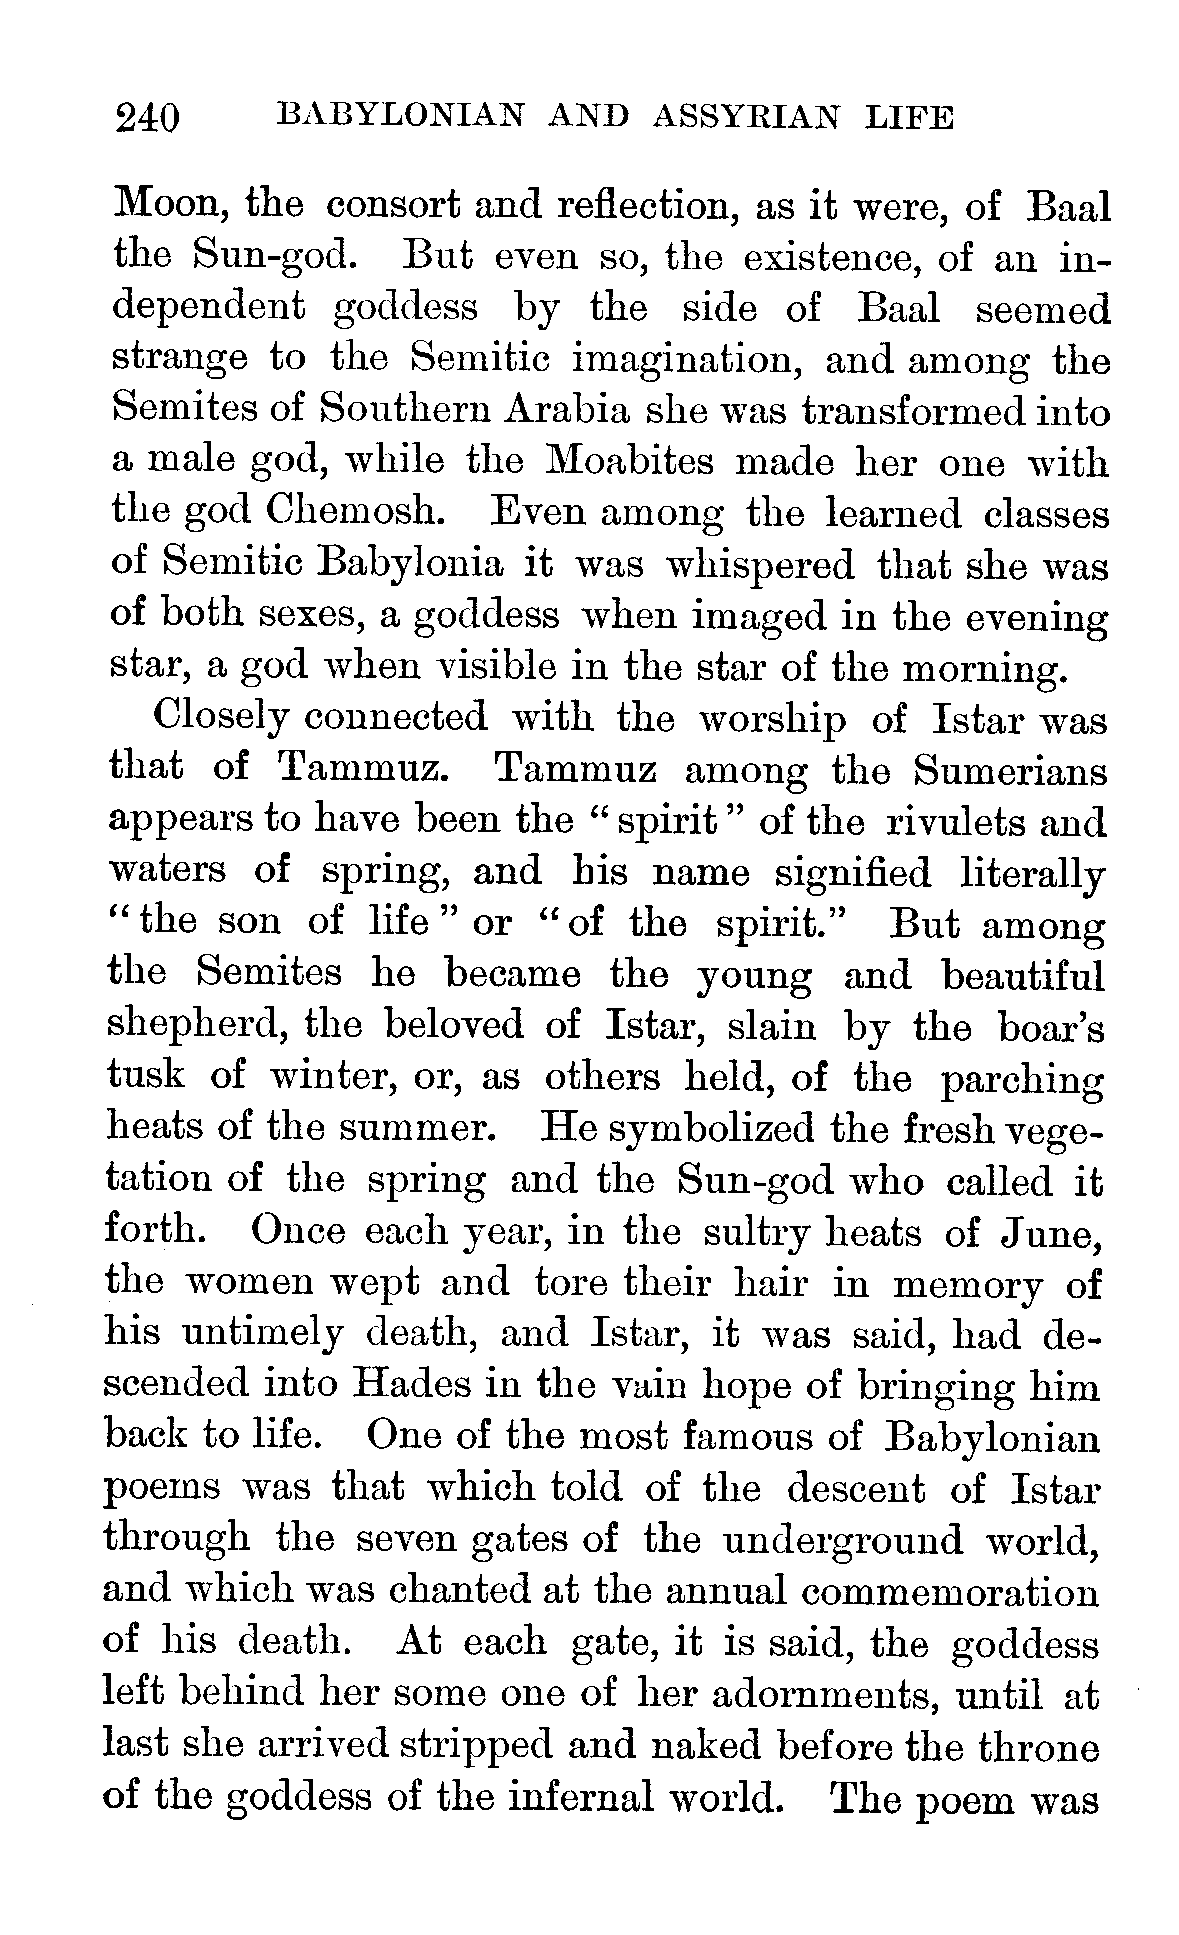 240 BABYLONIAN AND ASSYRIAN LIFE
Moon, the consort and reflection, as it were, of Baal
the Sun-god. But even so, the existence, of an in-
dependent goddess by the side of Baal seemed
strange to the Semitic imagination, and among the
Semites of Southern Arabia she was transformed into
a male god, while the Moabites made her one with
the god Chemosh. Even among the learned classes
of Semitic Babylonia it was whispered that she was
of both sexes, a goddess when imaged in the evening
star, a god when visible in the star of the morning.
Closely connected with the worship of Istar was
that of Tammuz. Tammuz among the Sumerians
appears to have been the “spirit” of the rivulets and
waters of spring, and his name signified literally
“the son of life” or “of the spirit.” But among
the Semites he became the young and beautiful
shepherd, the beloved of Istar, slain by the boar’s
tusk of winter, or, as others held, of the parching
heats of the summer. He symbolized the fresh vege-
tation of the spring and the Sun-god who called it
forth. Once each year, in the sultry heats of June,
the women wept and tore their hair in memory of
his untimely death, and Istar, it was said, had de-
scended into Hades in the vain hope of bringing him
back to life. One of the most famous of Babylonian
poems was that which told of the descent of Istar
through the seven gates of the underground world,
and which was chanted at the annual commemoration
of his death. At each gate, it is said, the goddess
left behind her some one of her adornments, until at
last she arrived stripped and naked before the throne
of the goddess of the infernal world. The poem was